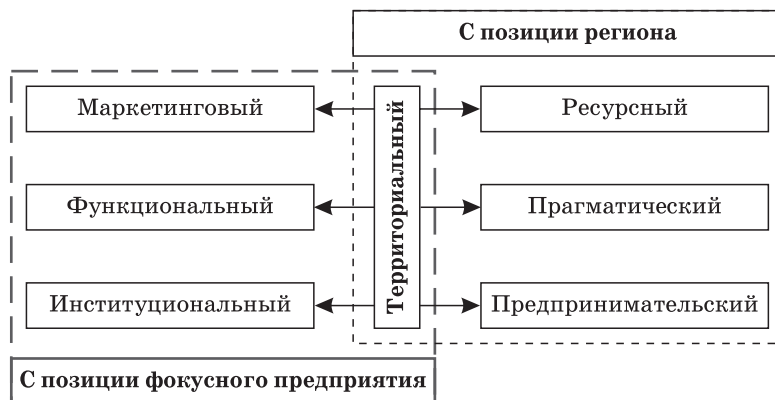 С позиции региона
Маркетинговый
Ресурсный
Территориальный
Функциональный
Прагматический
Институциональный
Предпринимательский
С позиции фокусного предприятия